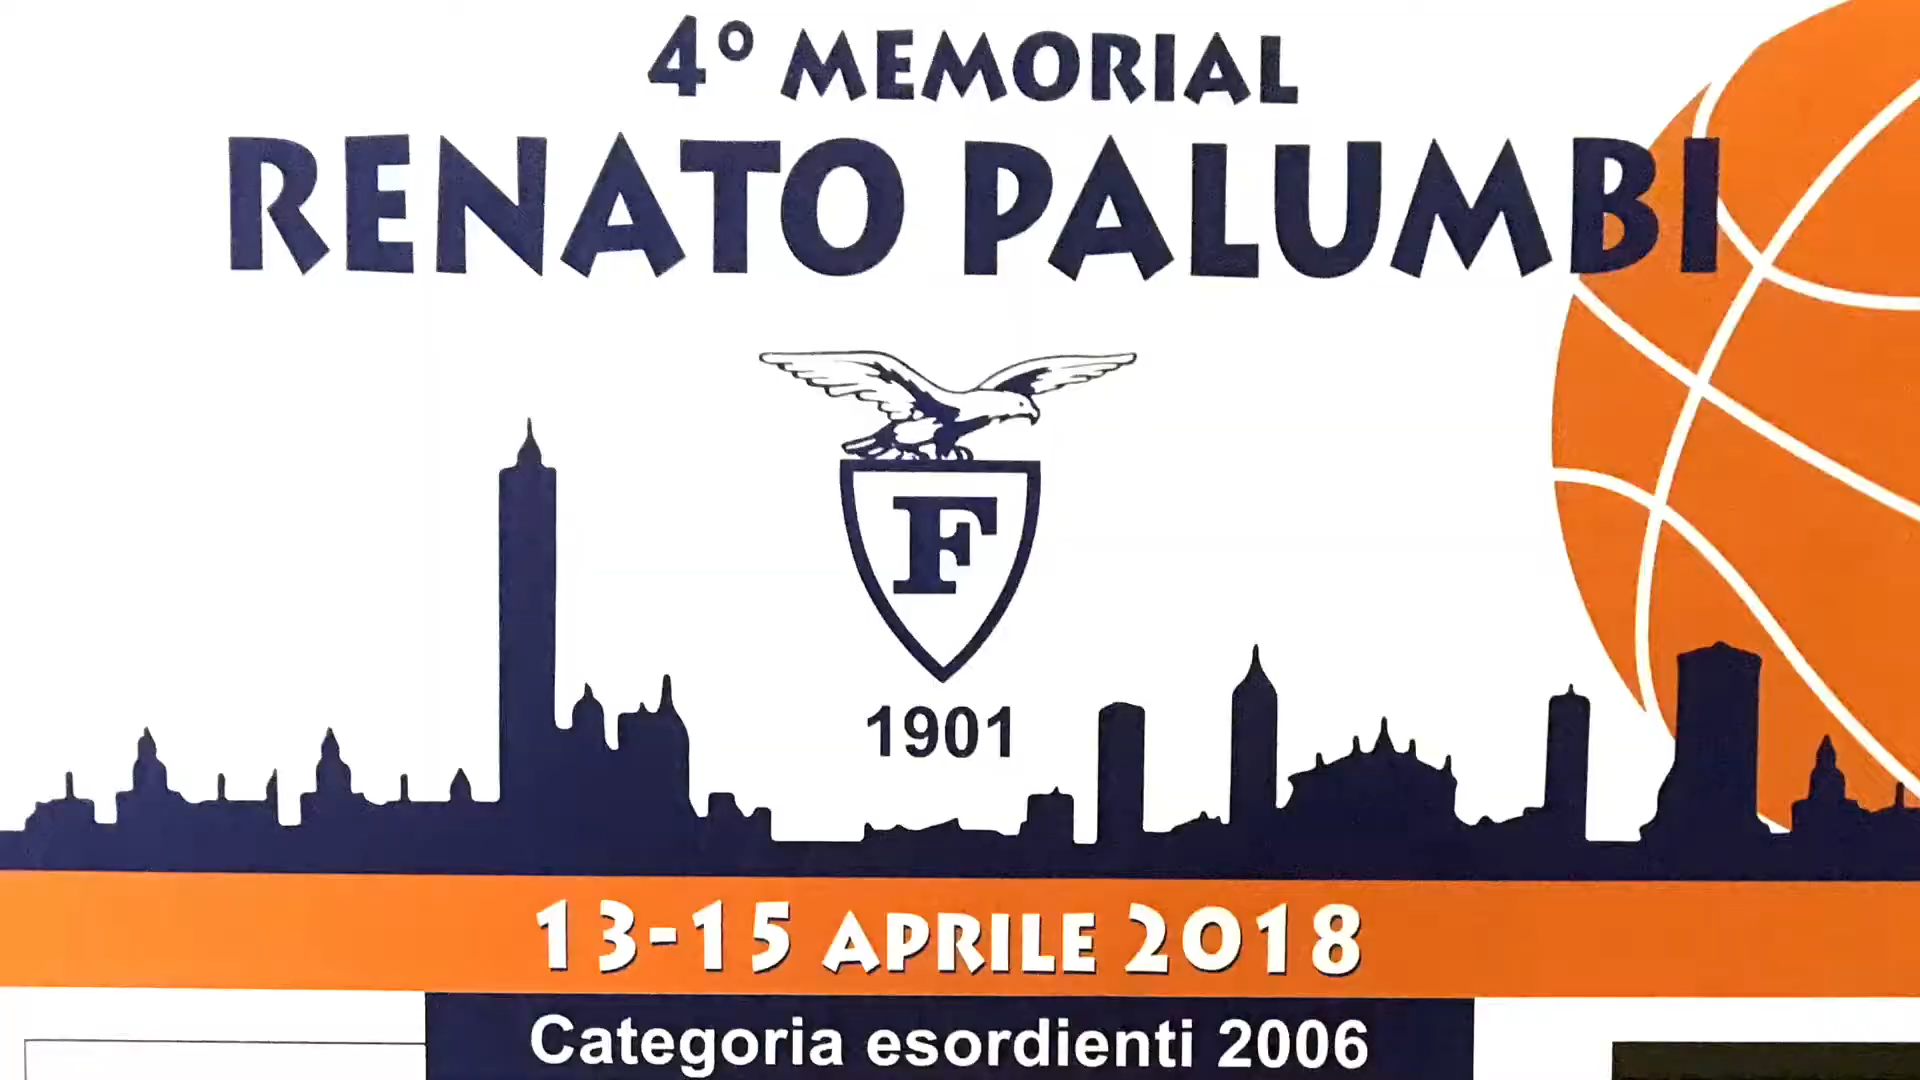 4° MEMORIAL
RENATO PALUMBI
F
1901
13-15 APRILE 2018
Categoria esordienti 2006